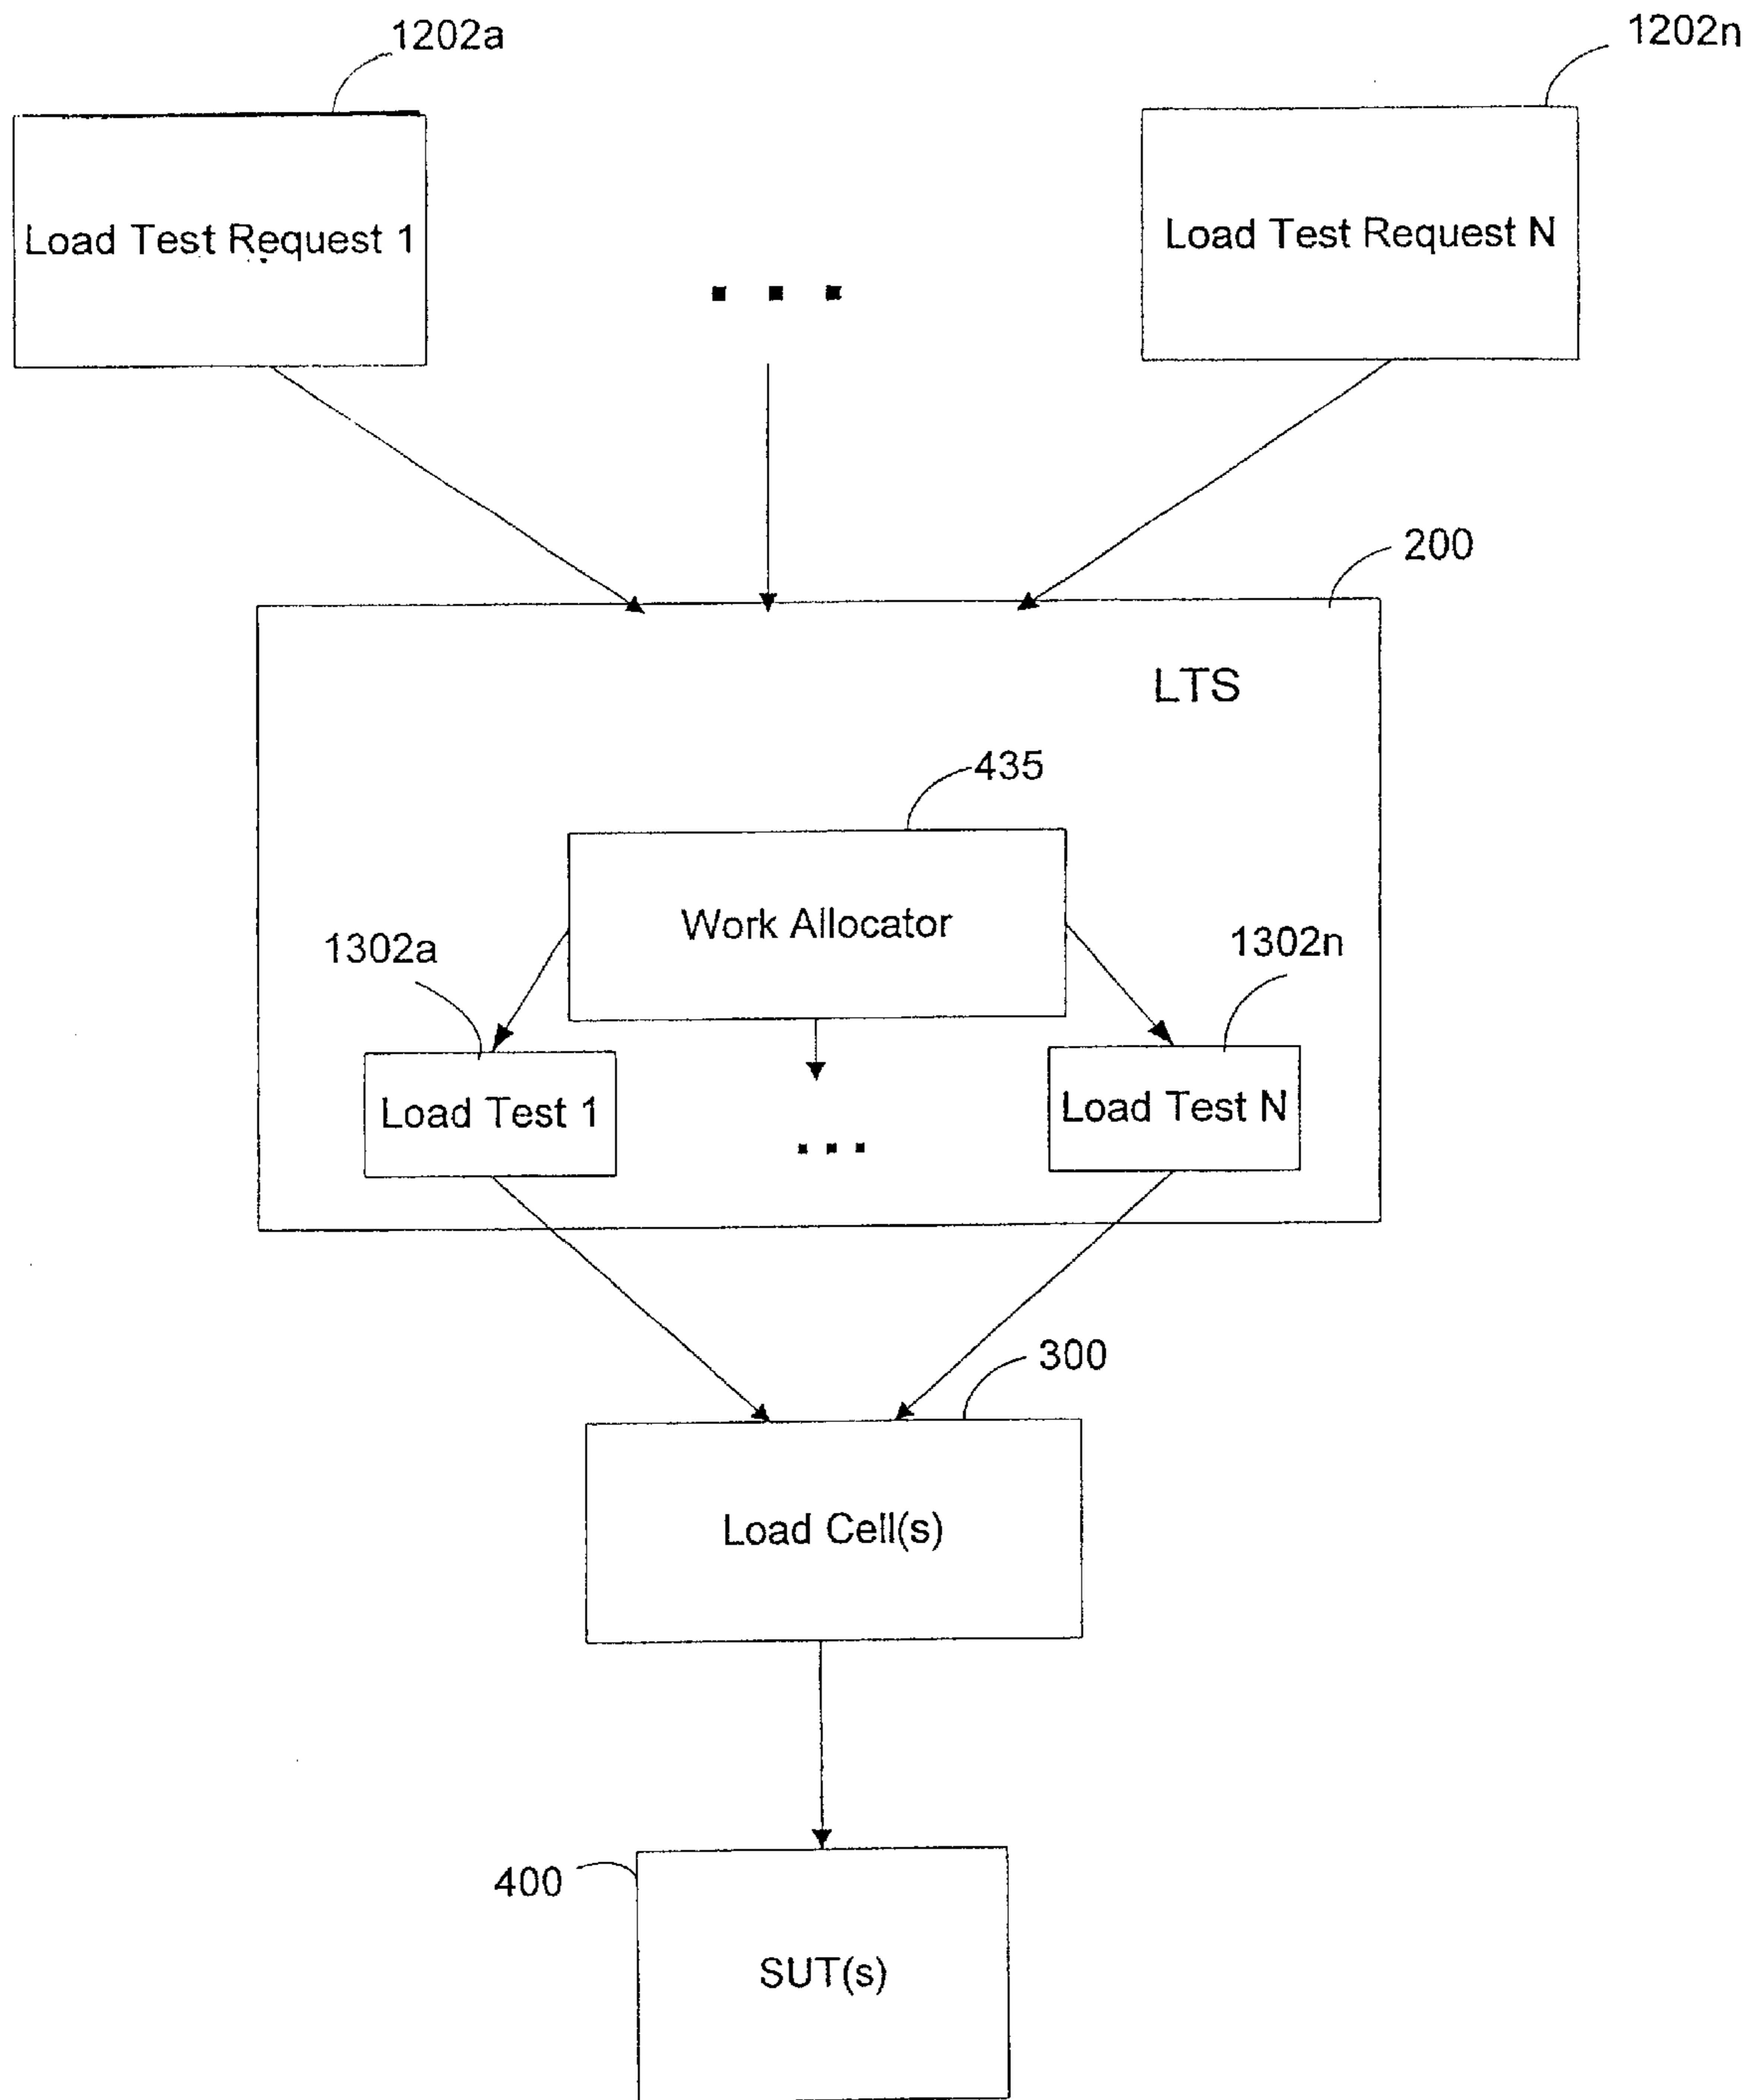 1202a
1202n
Load Test Request 1
Load Test Request N
. . .
200
LTS
435
Work Allocator
1302a
1302n
Load Test 1
Load Test N
. . .
300
Load Cell(s)
400
SUT(s)